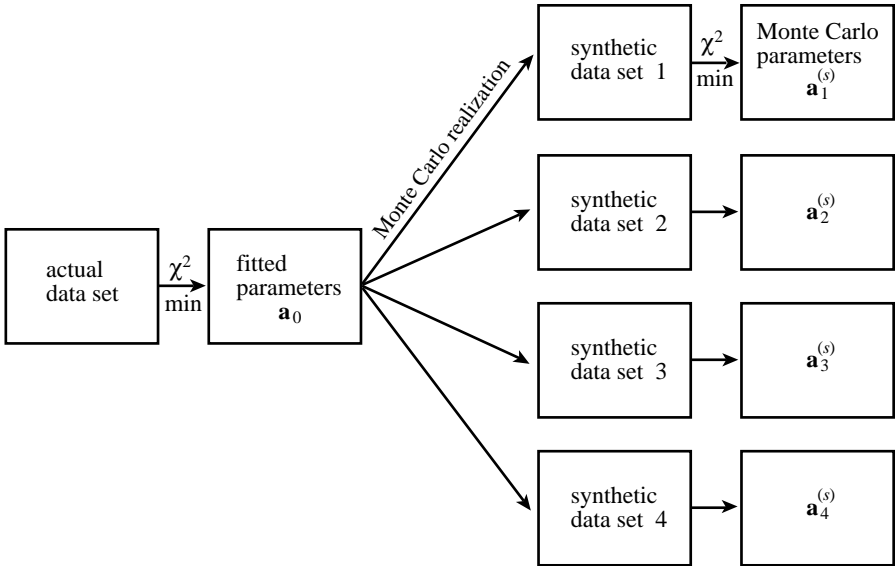 actual
data set
χ²
min
fitted
parameters
a₀
Monte Carlo realization
synthetic
data set 1
χ²
min
Monte Carlo
parameters
a₁⁽ˢ⁾
synthetic
data set 2
a₂⁽ˢ⁾
synthetic
data set 3
a₃⁽ˢ⁾
synthetic
data set 4
a₄⁽ˢ⁾